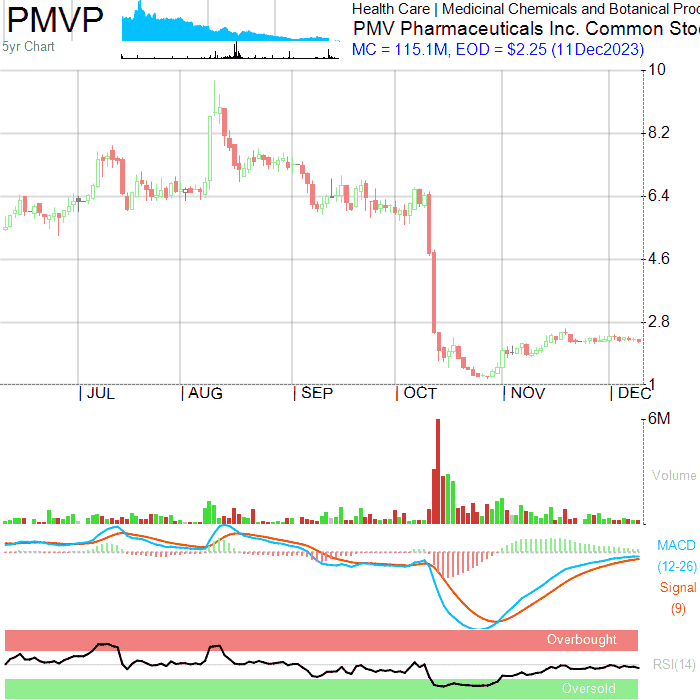 PMVP
5yr Chart
Health Care | Medicinal Chemicals and Botanical Pro
PMV Pharmaceuticals Inc. Common Sto
MC = 115.1M, EOD = $2.25 (11Dec2023)
10
8.2
6.4
4.6
2.8
1
JUL AUG SEP OCT NOV DEC
6M
Volume
MACD
(12-26)
Signal
(9)
Overbought
RSI(14)
Oversold